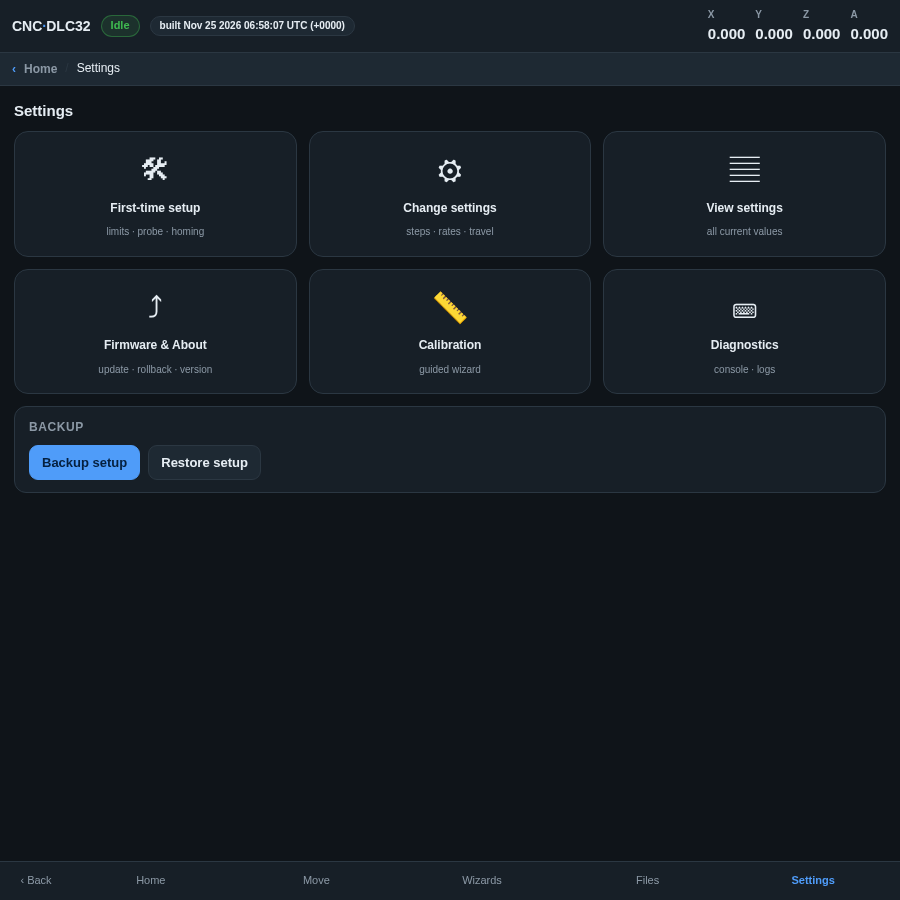 CNC·DLC32 Idle built Nov 25 2026 06:58:07 UTC (+0000)
X Y Z A
0.000 0.000 0.000 0.000
‹ Home / Settings
Settings
First-time setup
limits · probe · homing
Change settings
steps · rates · travel
View settings
all current values
Firmware & About
update · rollback · version
Calibration
guided wizard
Diagnostics
console · logs
BACKUP
Backup setup Restore setup
‹ Back Home Move Wizards Files Settings